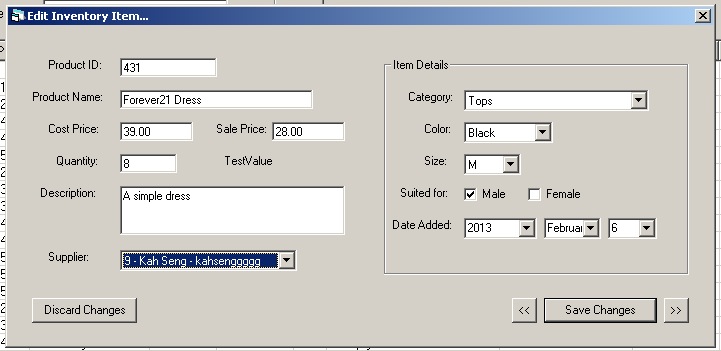 Edit Inventory Item...
Product ID: 431
Product Name: Forever21 Dress
Cost Price: 39.00 Sale Price: 28.00
Quantity: 8 TestValue
Description: A simple dress
Supplier: 9 - Kah Seng - kahsenggggg
Item Details
Category: Tops
Color: Black
Size: M
Suited for: Male Female
Date Added: 2013 Februar 6
Discard Changes << Save Changes >>